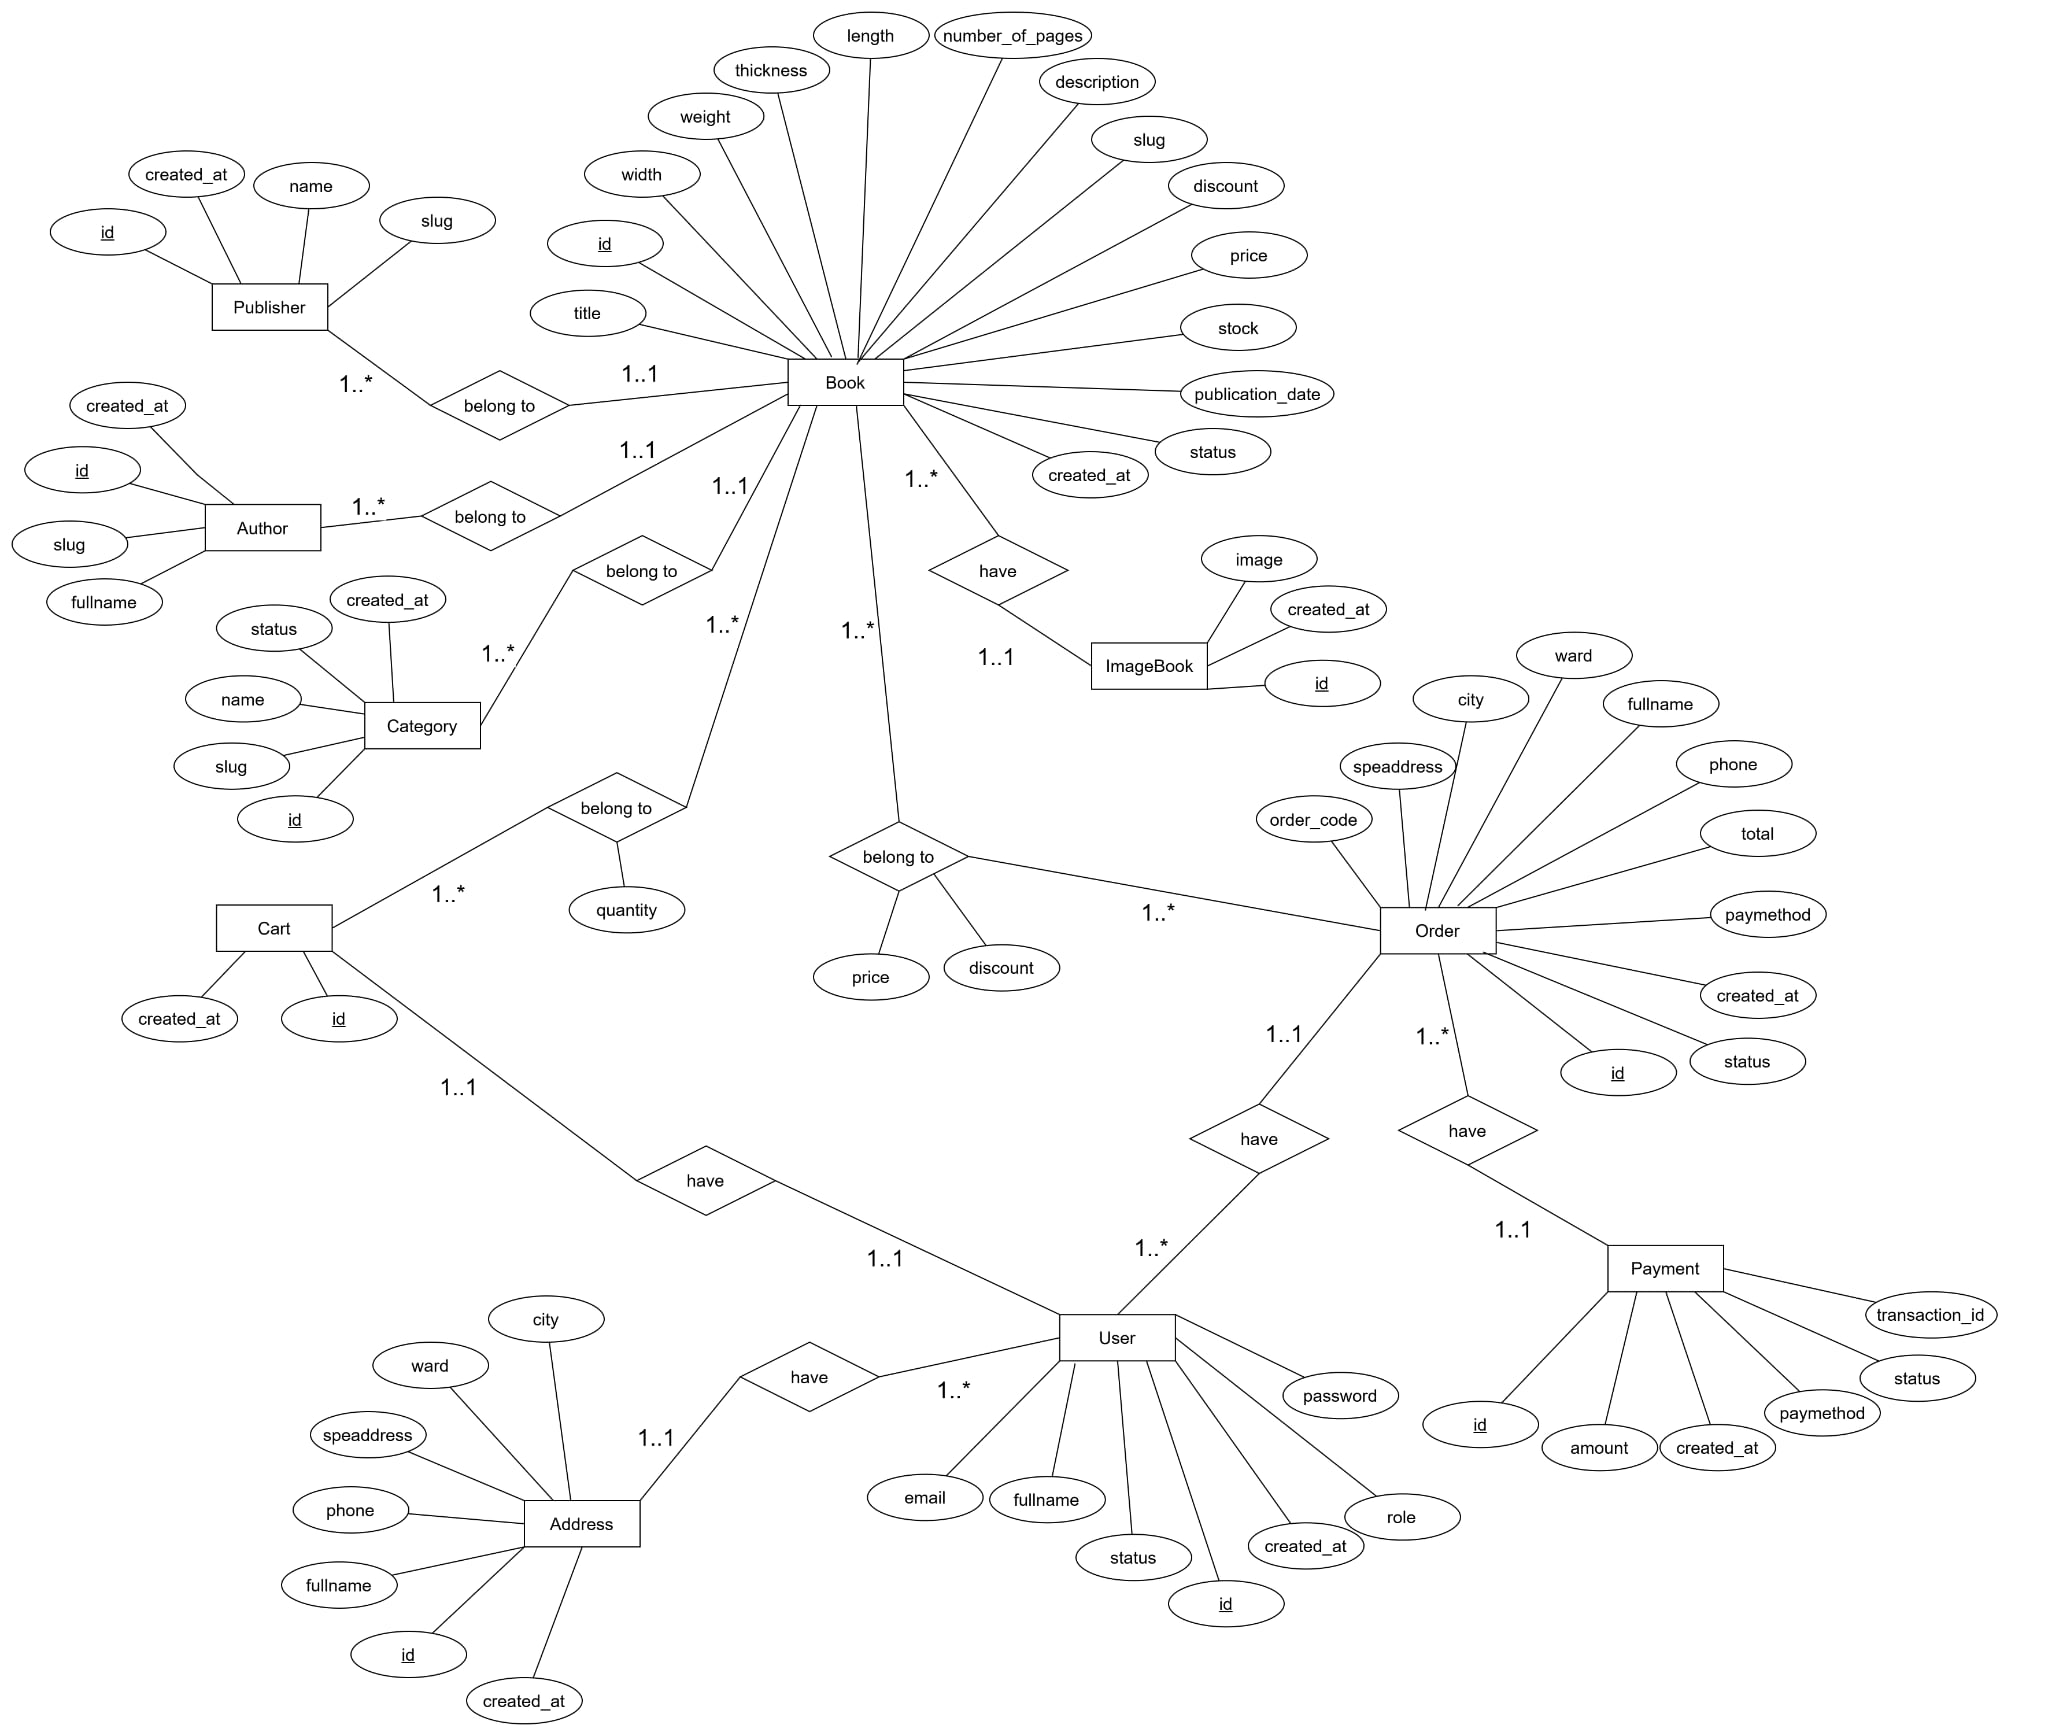 length
number_of_pages
thickness
description
weight
slug
width
discount
id
price
title
stock
publication_date
status
created_at
Book
created_at
name
slug
id
Publisher
1..*
belong to
1..1
created_at
id
slug
fullname
Author
1..*
belong to
1..1
created_at
status
name
slug
id
Category
1..*
belong to
1..1
1..*
have
1..1
image
created_at
id
ImageBook
1..*
belong to
quantity
1..*
Cart
created_at
id
1..*
belong to
price
discount
1..*
ward
city
fullname
speaddress
phone
order_code
total
paymethod
created_at
status
id
Order
1..1
have
1..*
1..*
have
1..1
1..1
have
1..1
Payment
transaction_id
status
paymethod
created_at
amount
id
User
password
role
created_at
id
status
fullname
email
1..*
have
1..1
city
ward
speaddress
phone
fullname
id
created_at
Address